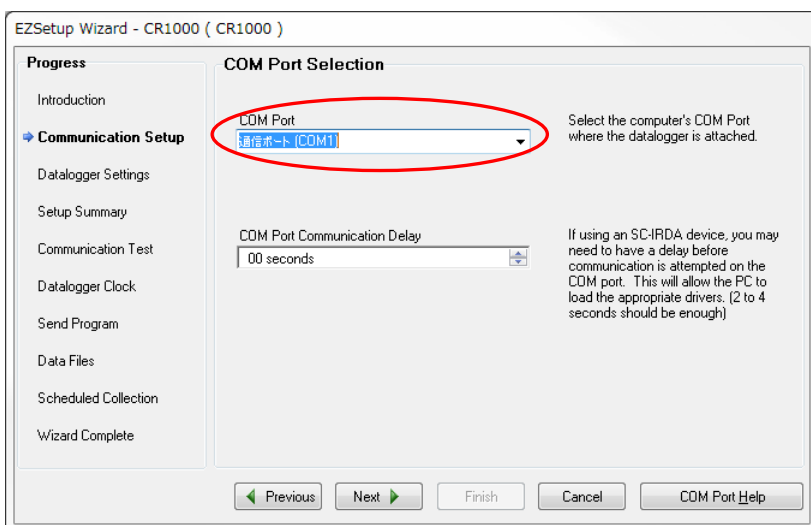 EZSetup Wizard - CR1000 ( CR1000 )
Progress
Introduction
Communication Setup
Datalogger Settings
Setup Summary
Communication Test
Datalogger Clock
Send Program
Data Files
Scheduled Collection
Wizard Complete
COM Port Selection
COM Port
通信ポート (COM1)
Select the computer's COM Port
where the datalogger is attached.
COM Port Communication Delay
00 seconds
If using an SC-IRDA device, you may
need to have a delay before
communication is attempted on the
COM port. This will allow the PC to
load the appropriate drivers. (2 to 4
seconds should be enough)
Previous
Next
Finish
Cancel
COM Port Help